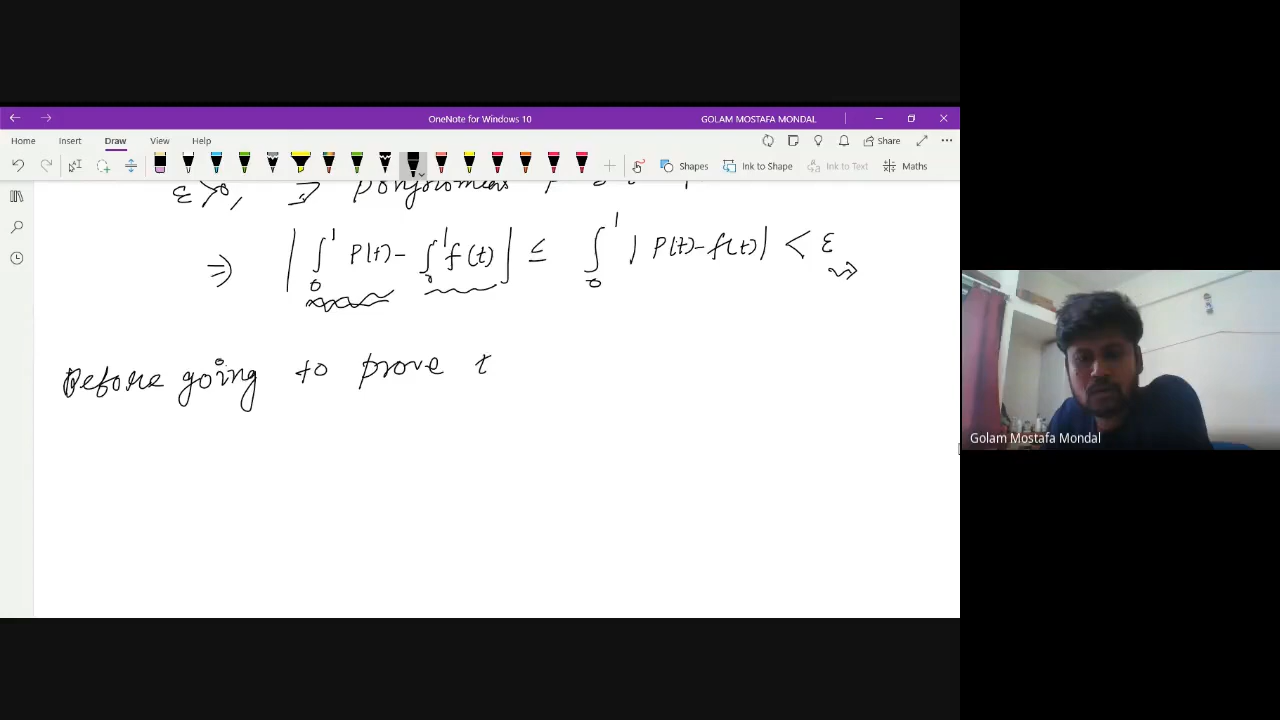 OneNote for Windows 10
GOLAM MOSTAFA MONDAL
Home Insert Draw View Help
Share
Shapes Ink to Shape Ink to Text Maths
ε > 0, ∃ polynomial
⇒ | ∫₀¹ P(t) - ∫₀¹ f(t) | ≤ ∫₀¹ | P(t) - f(t) | < ε
Before going to prove t
Golam Mostafa Mondal